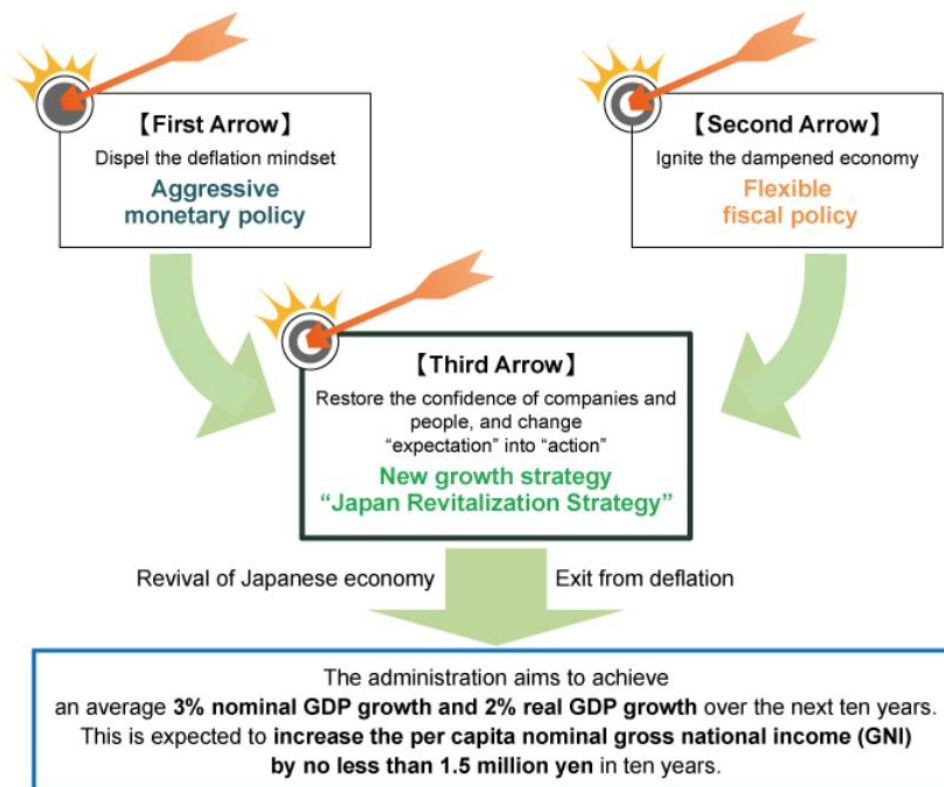 【First Arrow】
Dispel the deflation mindset
Aggressive
monetary policy
【Second Arrow】
Ignite the dampened economy
Flexible
fiscal policy
【Third Arrow】
Restore the confidence of companies and
people, and change
“expectation” into “action”
New growth strategy
“Japan Revitalization Strategy”
Revival of Japanese economy
Exit from deflation
The administration aims to achieve
an average 3% nominal GDP growth and 2% real GDP growth over the next ten years.
This is expected to increase the per capita nominal gross national income (GNI)
by no less than 1.5 million yen in ten years.